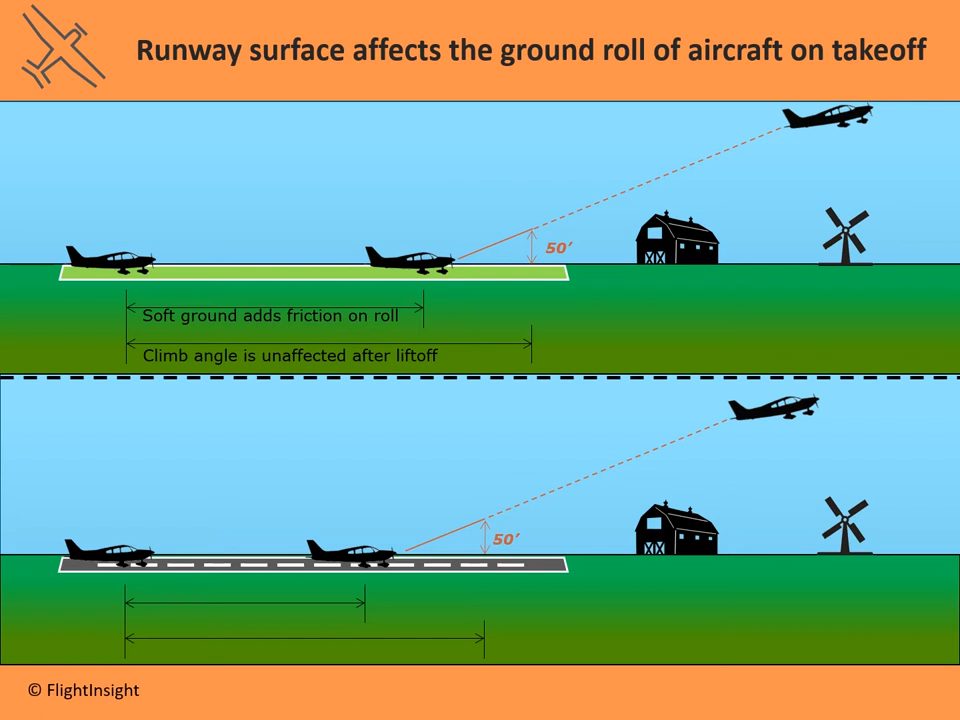 Runway surface affects the ground roll of aircraft on takeoff
50′
Soft ground adds friction on roll
Climb angle is unaffected after liftoff
50′
© FlightInsight